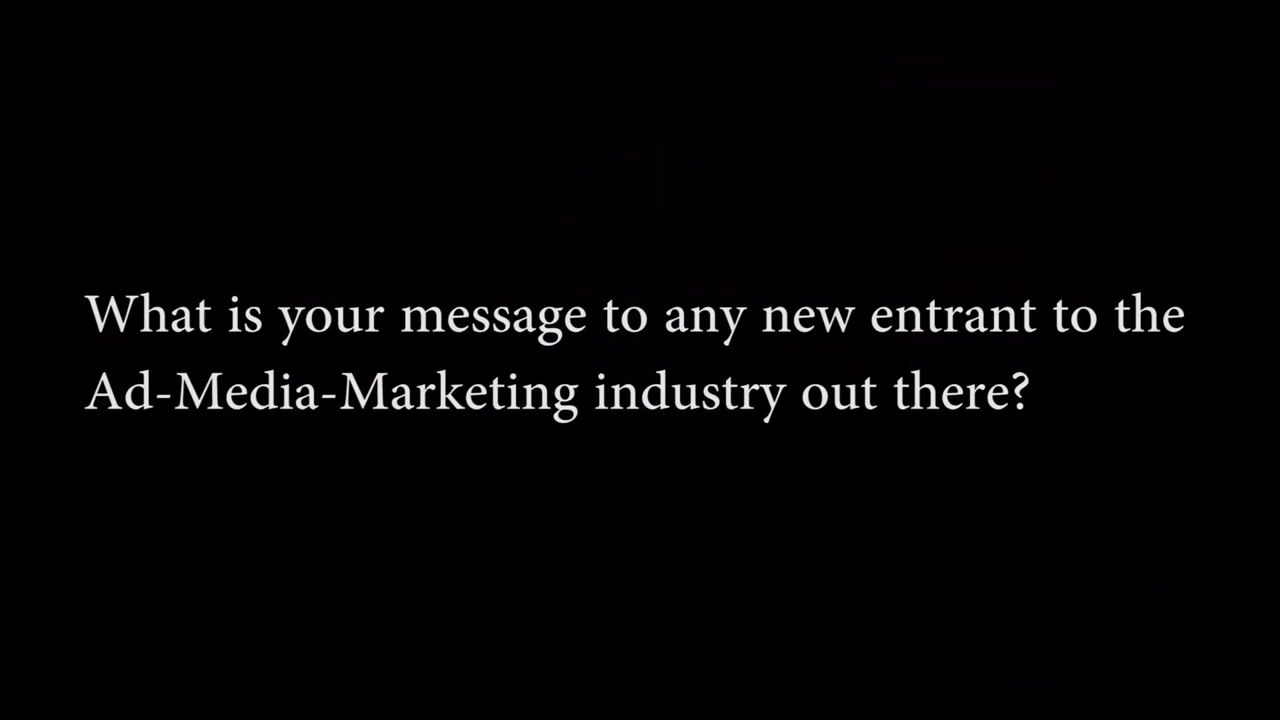 What is your message to any new entrant to the
Ad-Media-Marketing industry out there?